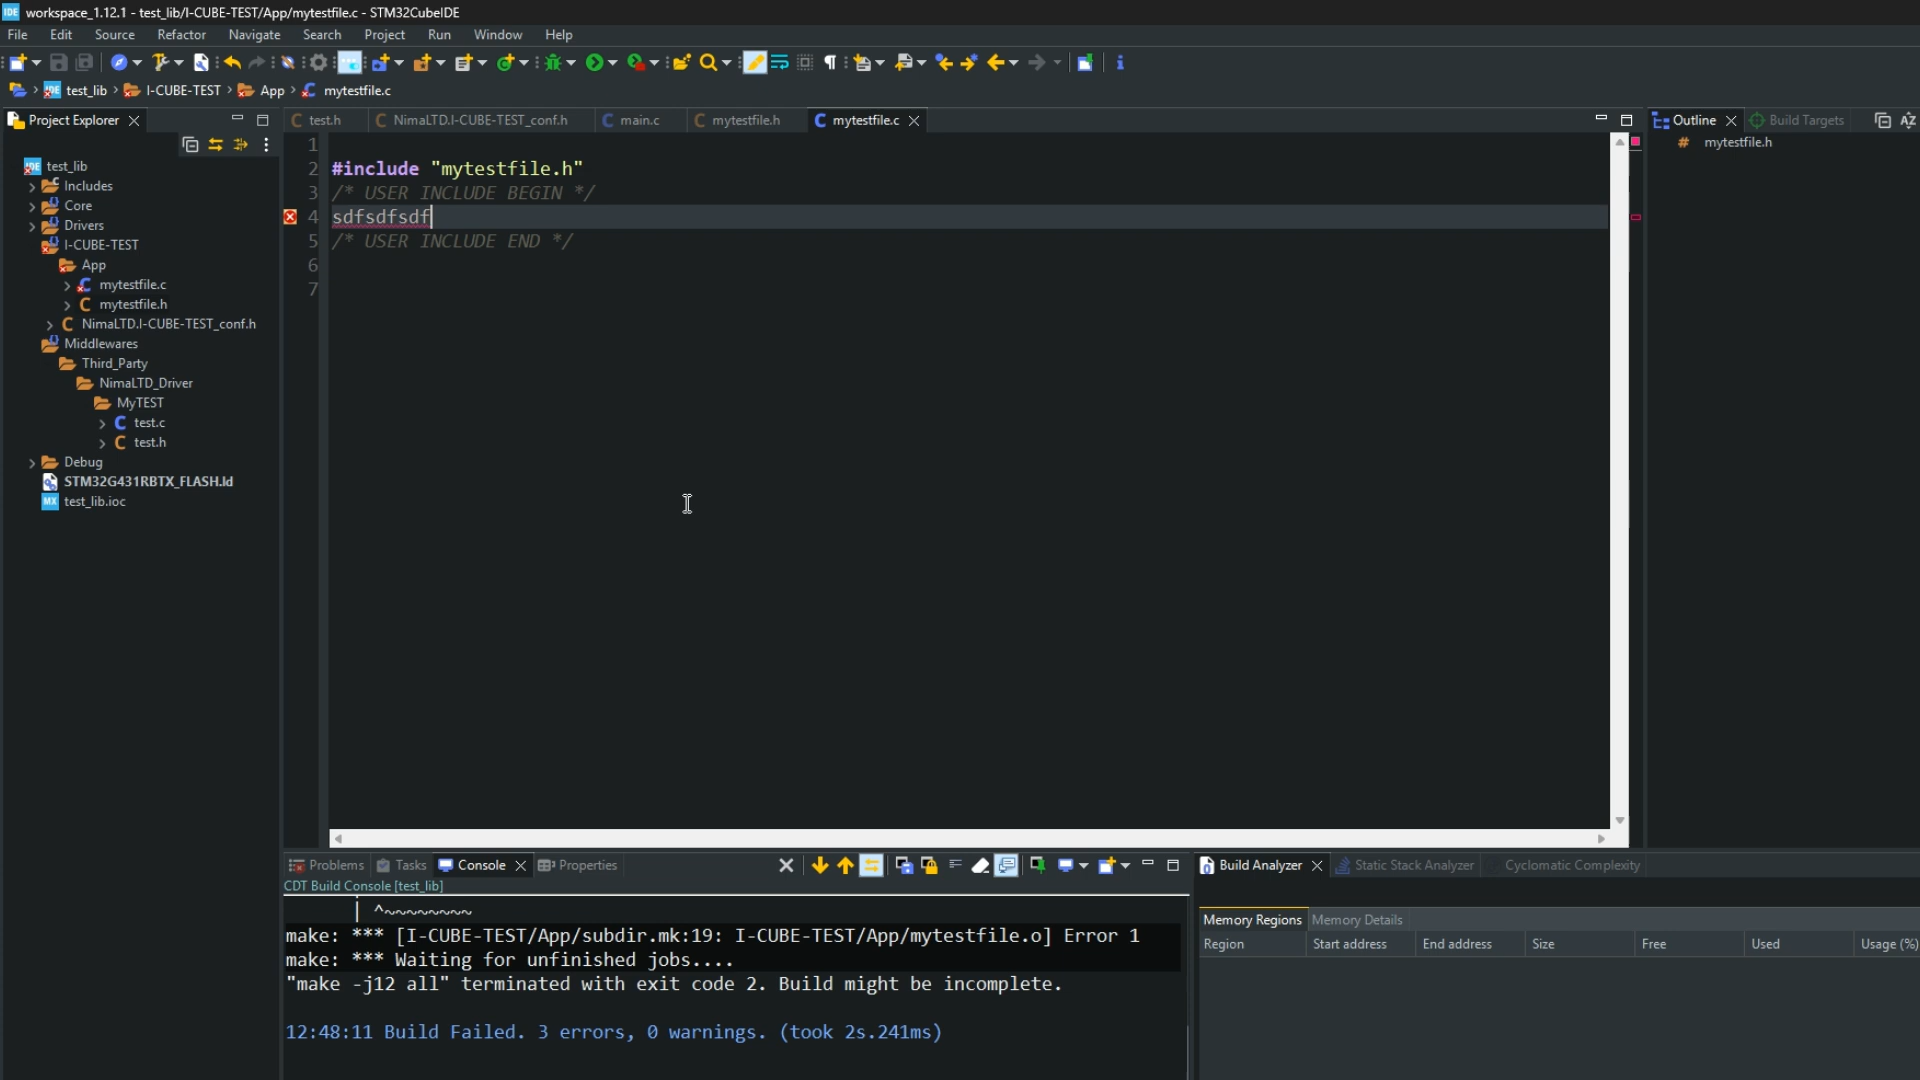 workspace_1.12.1 - test_lib/I-CUBE-TEST/App/mytestfile.c - STM32CubeIDE
File Edit Source Refactor Navigate Search Project Run Window Help
test_lib I-CUBE-TEST App mytestfile.c
Project Explorer
test_lib
Includes
Core
Drivers
I-CUBE-TEST
App
mytestfile.c
mytestfile.h
NimaLTD.I-CUBE-TEST_conf.h
Middlewares
Third_Party
NimaLTD_Driver
MyTEST
test.c
test.h
Debug
STM32G431RBTX_FLASH.ld
test_lib.ioc
test.h NimaLTD.I-CUBE-TEST_conf.h main.c mytestfile.h mytestfile.c
1
2 #include "mytestfile.h"
3 /* USER INCLUDE BEGIN */
4 sdfsdfsdf
5 /* USER INCLUDE END */
6
7
Outline Build Targets
# mytestfile.h
Problems Tasks Console Properties
CDT Build Console [test_lib]
| ^~~~~~~~~
make: *** [I-CUBE-TEST/App/subdir.mk:19: I-CUBE-TEST/App/mytestfile.o] Error 1
make: *** Waiting for unfinished jobs....
"make -j12 all" terminated with exit code 2. Build might be incomplete.
12:48:11 Build Failed. 3 errors, 0 warnings. (took 2s.241ms)
Build Analyzer Static Stack Analyzer Cyclomatic Complexity
Memory Regions Memory Details
Region Start address End address Size Free Used Usage (%)